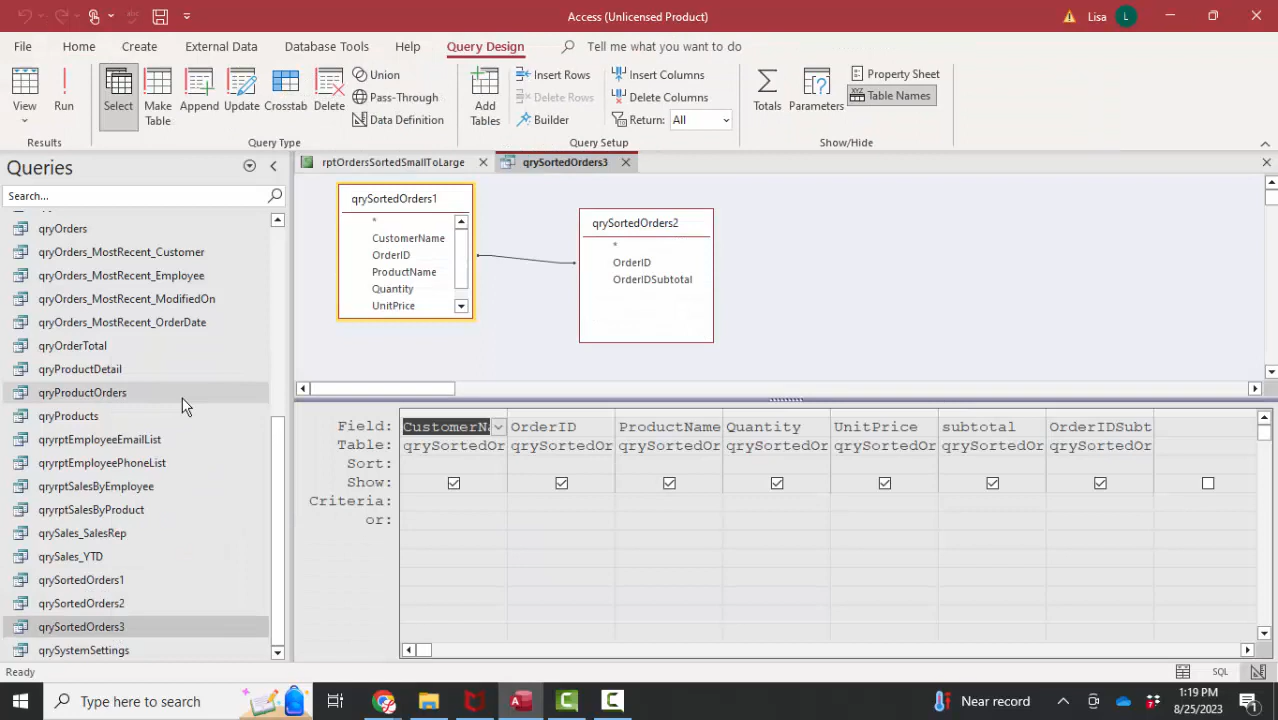 Access (Unlicensed Product)
Lisa
L
File
Home
Create
External Data
Database Tools
Help
Query Design
Tell me what you want to do
View
Run
Select
Make
Table
Append
Update
Crosstab
Delete
Union
Pass-Through
Data Definition
Add
Tables
Insert Rows
Delete Rows
Builder
Insert Columns
Delete Columns
Return:
All
Totals
Parameters
Property Sheet
XYZ
Table Names
Results
Query Type
Query Setup
Show/Hide
Queries
Search...
qryOrders
qryOrders_MostRecent_Customer
qryOrders_MostRecent_Employee
qryOrders_MostRecent_ModifiedOn
qryOrders_MostRecent_OrderDate
qryOrderTotal
qryProductDetail
qryProductOrders
qryProducts
qryrptEmployeeEmailList
qryrptEmployeePhoneList
qryrptSalesByEmployee
qryrptSalesByProduct
qrySales_SalesRep
qrySales_YTD
qrySortedOrders1
qrySortedOrders2
qrySortedOrders3
qrySystemSettings
rptOrdersSortedSmallToLarge
qrySortedOrders3
qrySortedOrders1
*
CustomerName
OrderID
ProductName
Quantity
UnitPrice
qrySortedOrders2
*
OrderID
OrderIDSubtotal
Field: CustomerNa OrderID ProductName Quantity UnitPrice subtotal OrderIDSubt
Table: qrySortedOr qrySortedOr qrySortedOr qrySortedOr qrySortedOr qrySortedOr qrySortedOr
Sort:
Show:
Criteria:
or:
Ready
SQL
Type here to search
Near record
7
1:19 PM
8/25/2023
1